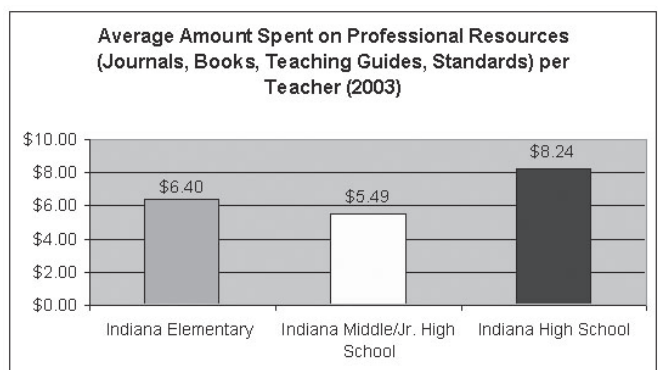 Average Amount Spent on Professional Resources
(Journals, Books, Teaching Guides, Standards) per
Teacher (2003)
$10.00
$8.00
$6.00
$4.00
$2.00
$0.00
$6.40
$5.49
$8.24
Indiana Elementary
Indiana Middle/Jr. High
School
Indiana High School